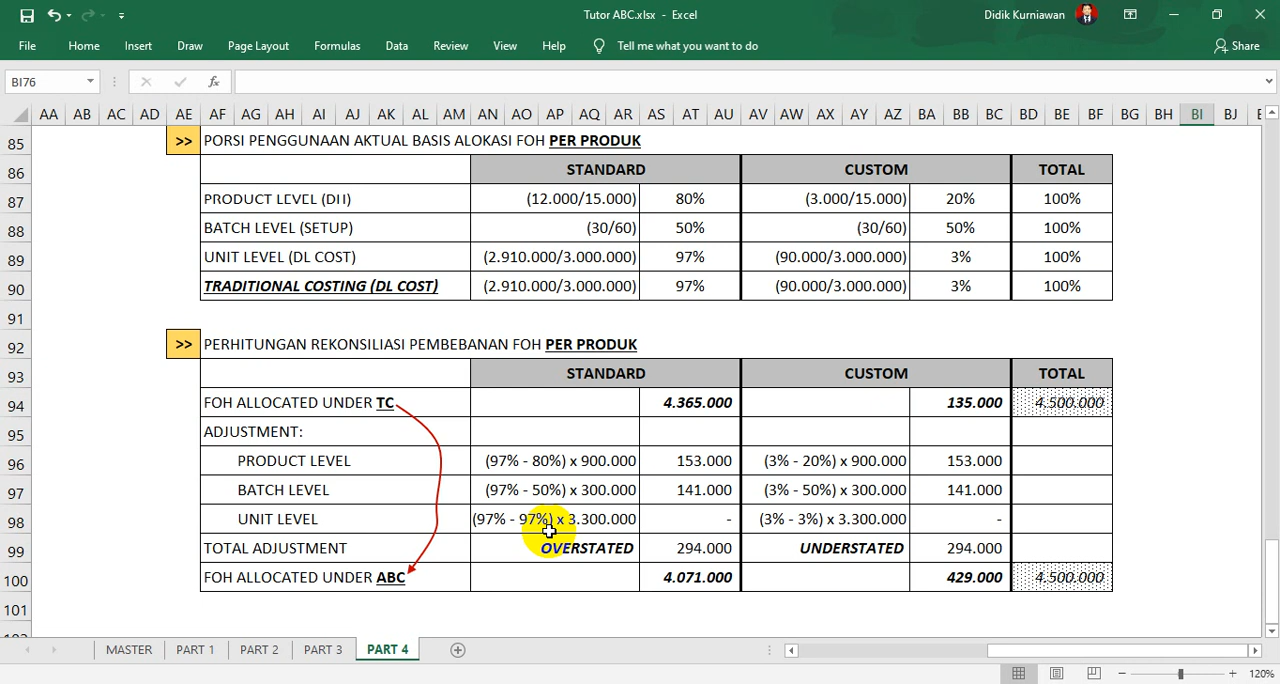 Tutor ABC.xlsx - Excel
Didik Kurniawan
File Home Insert Draw Page Layout Formulas Data Review View Help Tell me what you want to do Share
BI76 fx
AA AB AC AD AE AF AG AH AI AJ AK AL AM AN AO AP AQ AR AS AT AU AV AW AX AY AZ BA BB BC BD BE BF BG BH BI BJ
85 >> PORSI PENGGUNAAN AKTUAL BASIS ALOKASI FOH PER PRODUK
86 STANDARD CUSTOM TOTAL
87 PRODUCT LEVEL (DLH) (12.000/15.000) 80% (3.000/15.000) 20% 100%
88 BATCH LEVEL (SETUP) (30/60) 50% (30/60) 50% 100%
89 UNIT LEVEL (DL COST) (2.910.000/3.000.000) 97% (90.000/3.000.000) 3% 100%
90 TRADITIONAL COSTING (DL COST) (2.910.000/3.000.000) 97% (90.000/3.000.000) 3% 100%
91
92 >> PERHITUNGAN REKONSILIASI PEMBEBANAN FOH PER PRODUK
93 STANDARD CUSTOM TOTAL
94 FOH ALLOCATED UNDER TC 4.365.000 135.000 4.500.000
95 ADJUSTMENT:
96 PRODUCT LEVEL (97% - 80%) x 900.000 153.000 (3% - 20%) x 900.000 153.000
97 BATCH LEVEL (97% - 50%) x 300.000 141.000 (3% - 50%) x 300.000 141.000
98 UNIT LEVEL (97% - 97%) x 3.300.000 - (3% - 3%) x 3.300.000 -
99 TOTAL ADJUSTMENT OVERSTATED 294.000 UNDERSTATED 294.000
100 FOH ALLOCATED UNDER ABC 4.071.000 429.000 4.500.000
101
MASTER PART 1 PART 2 PART 3 PART 4
120%